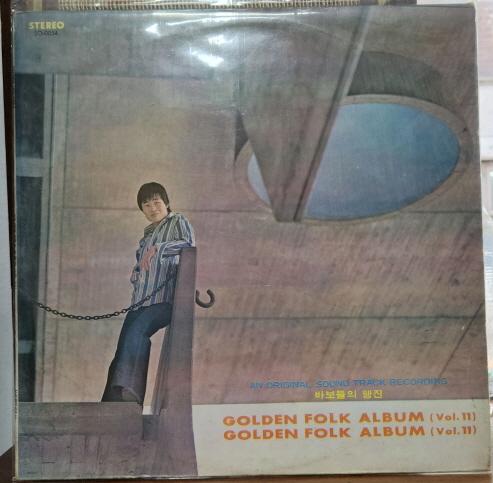 STEREO
AN ORIGINAL SOUND TRACK RECORDING
바보들의 행진
GOLDEN FOLK ALBUM (Vol. 11)
GOLDEN FOLK ALBUM (Vol. 11)